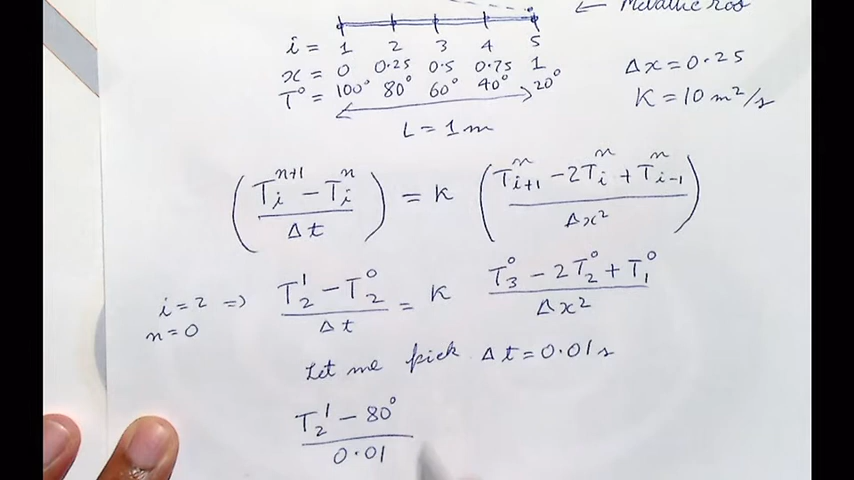 ← Metallic rod
i = 1 2 3 4 5
x = 0 0.25 0.5 0.75 1
T° = 100° 80° 60° 40° 20°
Δx = 0.25
K = 10 m²/s
L = 1 m
(T_i^{n+1} − T_i^n / Δt) = K (T_{i+1}^n − 2T_i^n + T_{i−1}^n / Δx²)
i = 2 ⇒ T_2^1 − T_2^0 / Δt = K T_3^0 − 2T_2^0 + T_1^0 / Δx²
n = 0
Let me pick Δt = 0.01 s
T_2^1 − 80° / 0.01